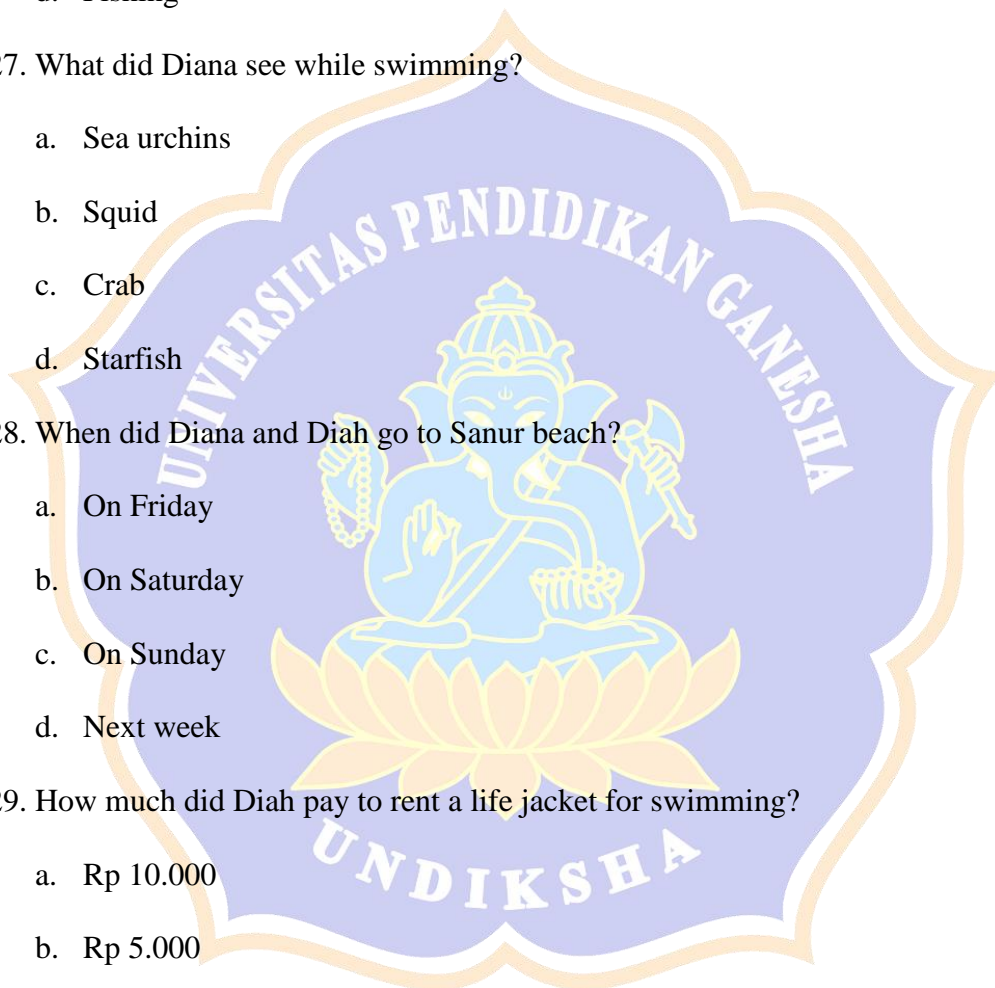 d. Fishing
27. What did Diana see while swimming?
a. Sea urchins
b. Squid
c. Crab
d. Starfish
28. When did Diana and Diah go to Sanur beach?
a. On Friday
b. On Saturday
c. On Sunday
d. Next week
29. How much did Diah pay to rent a life jacket for swimming?
a. Rp 10.000
b. Rp 5.000
UNIVERSITAS PENDIDIKAN GANESHA
UNDIKSHA